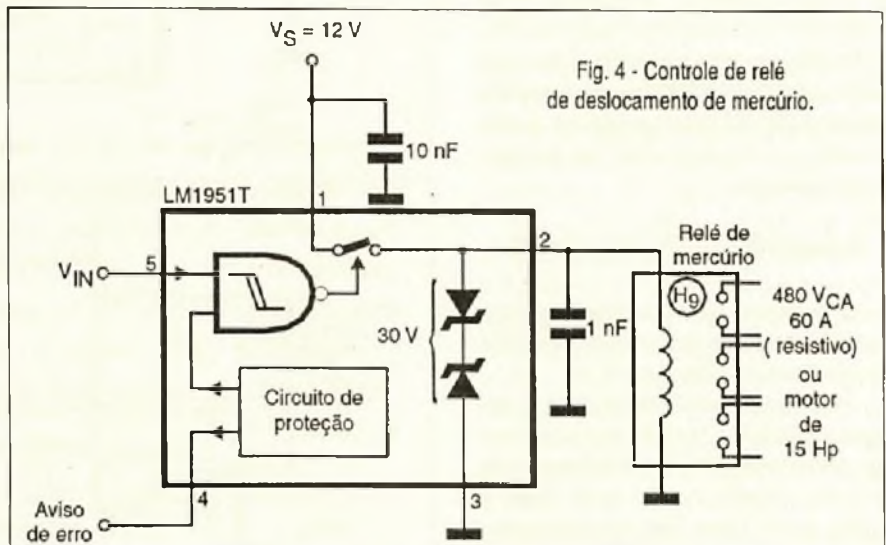 V_S = 12 V
Fig. 4 - Controle de relé
de deslocamento de mercúrio.
10 nF
LM1951T
1
V_IN
5
2
Relé de
mercúrio
H9
480 V_CA
60 A
( resistivo)
ou
motor
de
15 Hp
30 V
1 nF
Circuito de
proteção
4
3
Aviso
de erro